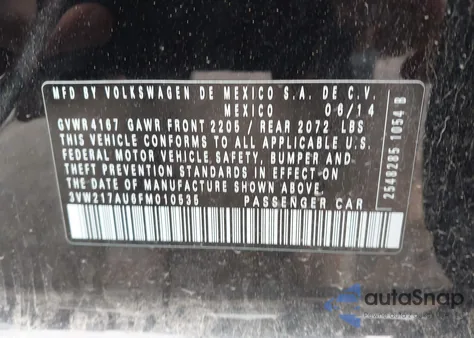 MFD BY VOLKSWAGEN DE MEXICO S.A. DE C.V.
MEXICO 06/14
GVWR 4167 GAWR FRONT 2205 / REAR 2072 LBS
THIS VEHICLE CONFORMS TO ALL APPLICABLE U.S.
FEDERAL MOTOR VEHICLE SAFETY, BUMPER AND
THEFT PREVENTION STANDARDS IN EFFECT ON
THE DATE OF MANUFACTURE SHOWN ABOVE.
3VW217AU6FM010535 PASSENGER CAR
2548285 1054 B
autoSnap